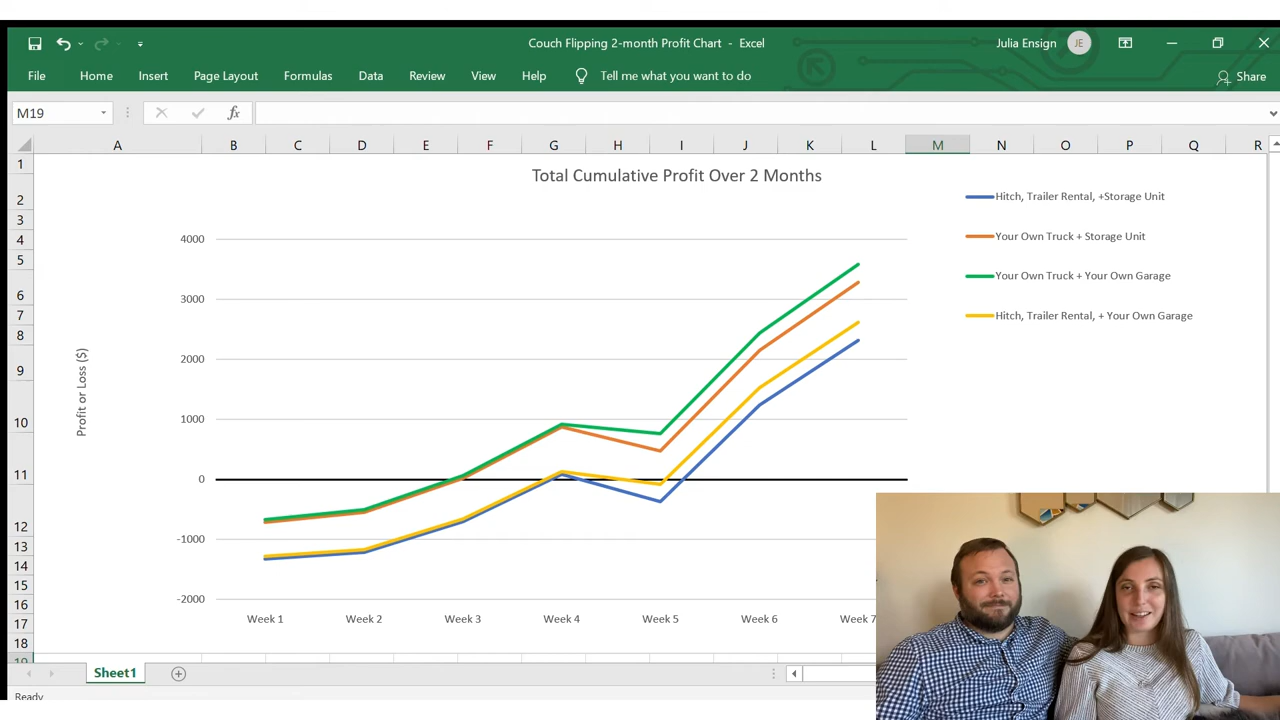 Couch Flipping 2-month Profit Chart - Excel
Julia Ensign
JE
File Home Insert Page Layout Formulas Data Review View Help Tell me what you want to do Share
M19 fx
A B C D E F G H I J K L M N O P Q R
1
2
3
4
5
6
7
8
9
10
11
12
13
14
15
16
17
18
19
Total Cumulative Profit Over 2 Months
Hitch, Trailer Rental, +Storage Unit
Your Own Truck + Storage Unit
Your Own Truck + Your Own Garage
Hitch, Trailer Rental, + Your Own Garage
Profit or Loss ($)
4000
3000
2000
1000
0
-1000
-2000
Week 1 Week 2 Week 3 Week 4 Week 5 Week 6 Week 7
Sheet1
Ready